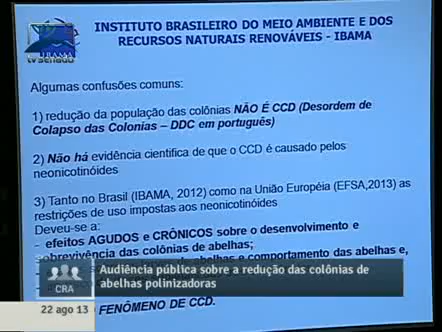 INSTITUTO BRASILEIRO DO MEIO AMBIENTE E DOS
RECURSOS NATURAIS RENOVÁVEIS - IBAMA
IBAMA
tv senado
Algumas confusões comuns:
1) redução da população das colônias NÃO É CCD (Desordem de
Colapso das Colonias – DDC em português)
2) Não há evidência cientifica de que o CCD é causado pelos
neonicotinóides
3) Tanto no Brasil (IBAMA, 2012) como na União Européia (EFSA,2013) as
restrições de uso impostas aos neonicotinóides
Deveu-se a:
- efeitos AGUDOS e CRÔNICOS sobre o desenvolvimento e
sobrevivência das colônias de abelhas;
e comportamento das abelhas e,
Audiência pública sobre a redução das colônias de
abelhas polinizadoras
CRA
22 ago 13
FENÔMENO DE CCD.